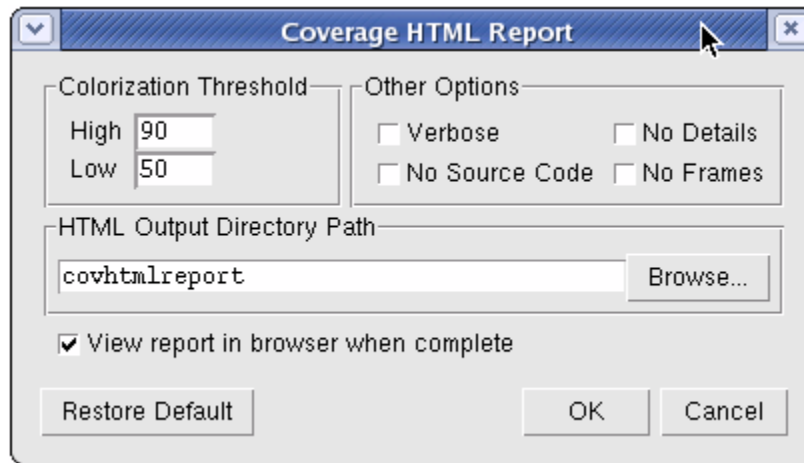 Coverage HTML Report
Colorization Threshold
High 90
Low 50
Other Options
Verbose
No Details
No Source Code
No Frames
HTML Output Directory Path
covhtmlreport
Browse...
View report in browser when complete
Restore Default
OK
Cancel